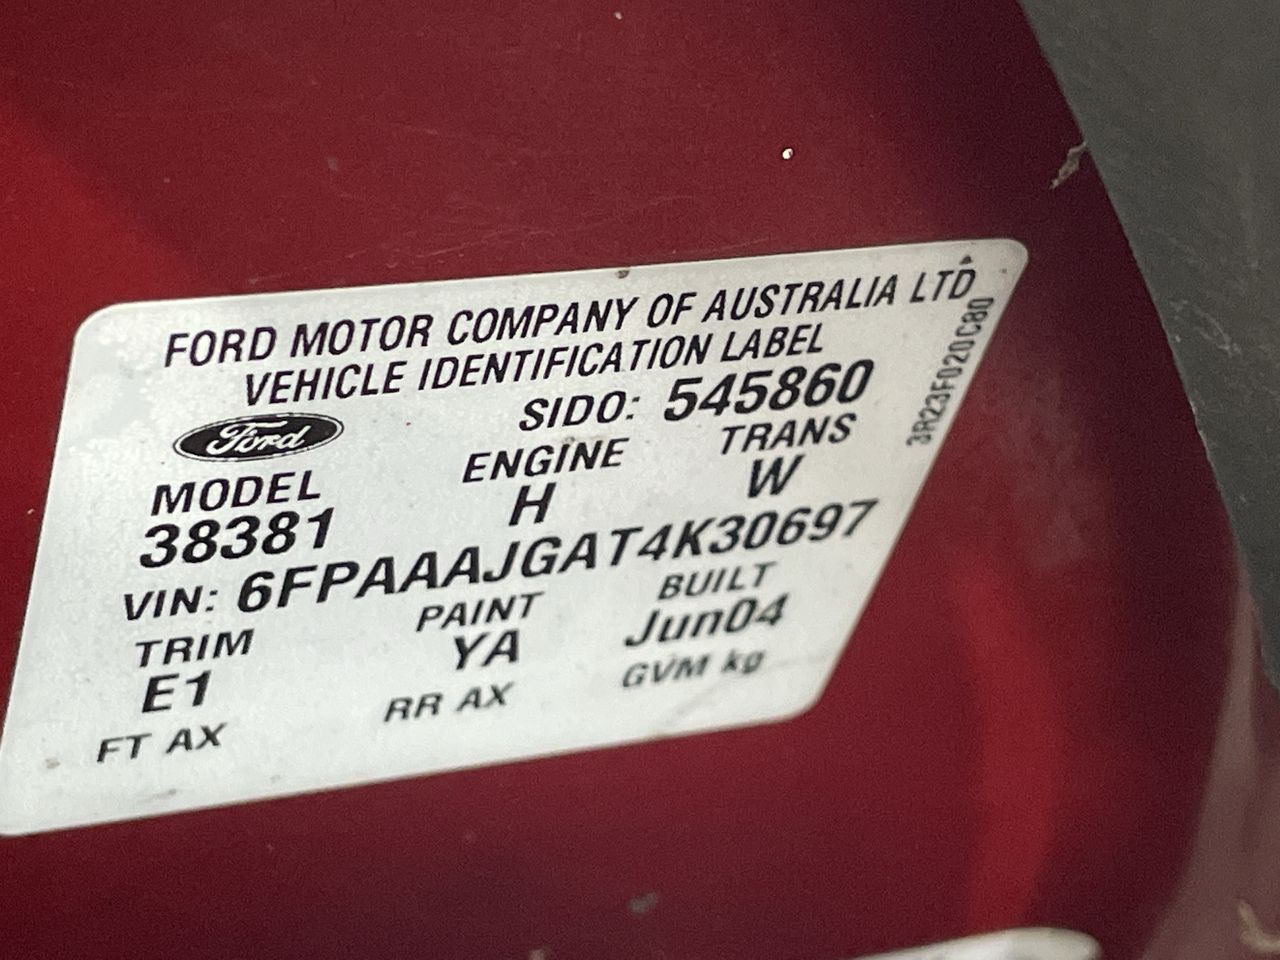 FORD MOTOR COMPANY OF AUSTRALIA LTD
VEHICLE IDENTIFICATION LABEL
Ford SIDO: 545860
MODEL ENGINE TRANS
38381 H W
VIN: 6FPAAAJGAT4K30697
TRIM PAINT BUILT
E1 YA Jun04
FT AX RR AX GVM kg
3R23F020C80